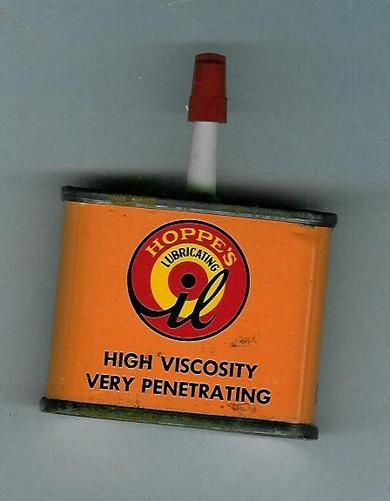 HOPPE'S
LUBRICATING
Oil
HIGH VISCOSITY
VERY PENETRATING